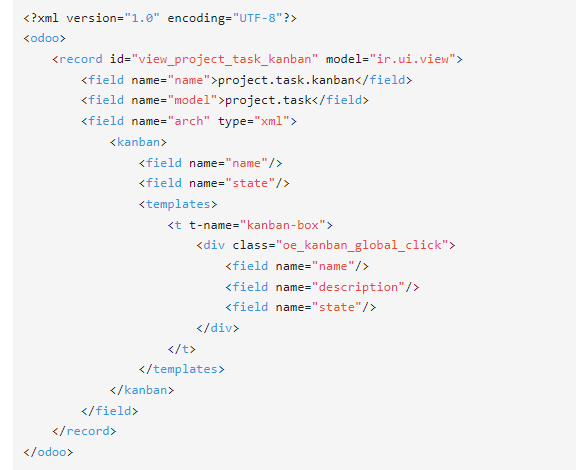 <?xml version="1.0" encoding="UTF-8"?>
<odoo>
    <record id="view_project_task_kanban" model="ir.ui.view">
        <field name="name">project.task.kanban</field>
        <field name="model">project.task</field>
        <field name="arch" type="xml">
            <kanban>
                <field name="name"/>
                <field name="state"/>
                <templates>
                    <t t-name="kanban-box">
                        <div class="oe_kanban_global_click">
                            <field name="name"/>
                            <field name="description"/>
                            <field name="state"/>
                        </div>
                    </t>
                </templates>
            </kanban>
        </field>
    </record>
</odoo>